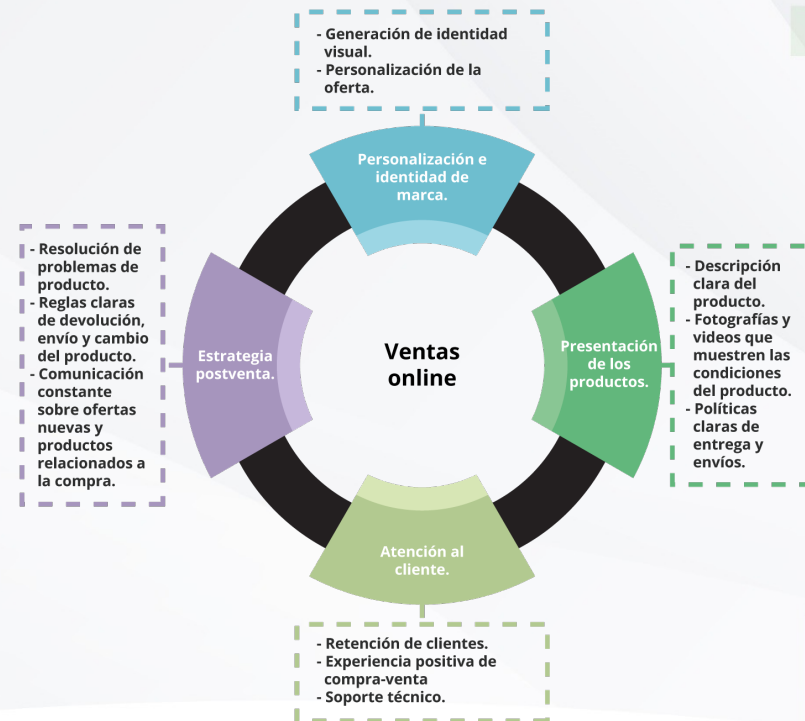 - Generación de identidad
visual.
- Personalización de la
oferta.
Personalización e
identidad de
marca.
- Resolución de
problemas de
producto.
- Reglas claras
de devolución,
envío y cambio
del producto.
- Comunicación
constante
sobre ofertas
nuevas y
productos
relacionados a
la compra.
Estrategia
postventa.
Ventas
online
Presentación
de los
productos.
- Descripción
clara del
producto.
- Fotografías y
videos que
muestren las
condiciones
del producto.
- Políticas
claras de
entrega y
envíos.
Atención al
cliente.
- Retención de clientes.
- Experiencia positiva de
compra-venta
- Soporte técnico.